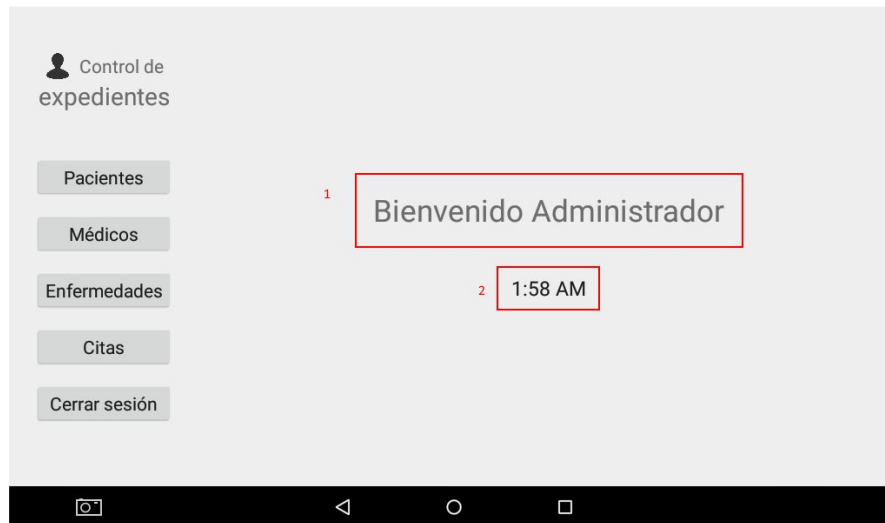 Control de
expedientes
Pacientes
Médicos
Enfermedades
Citas
Cerrar sesión
1
Bienvenido Administrador
2
1:58 AM